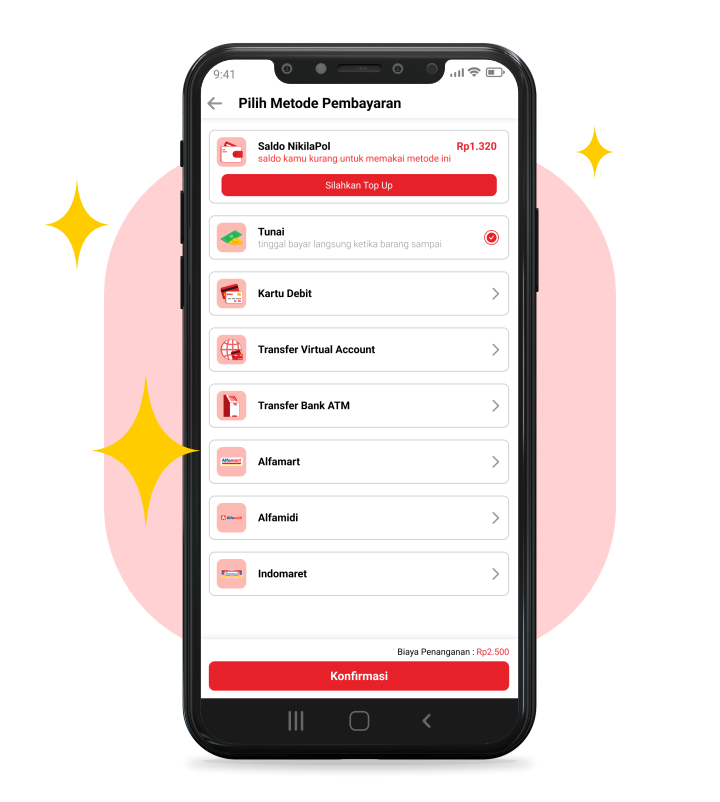 9:41
Pilih Metode Pembayaran
Saldo NikilaPol
Rp1.320
saldo kamu kurang untuk memakai metode ini
Silahkan Top Up
Tunai
tinggal bayar langsung ketika barang sampai
Kartu Debit
Transfer Virtual Account
Transfer Bank ATM
Alfamart
Alfamart
Alfamidi
Indomaret
Biaya Penanganan : Rp2.500
Konfirmasi